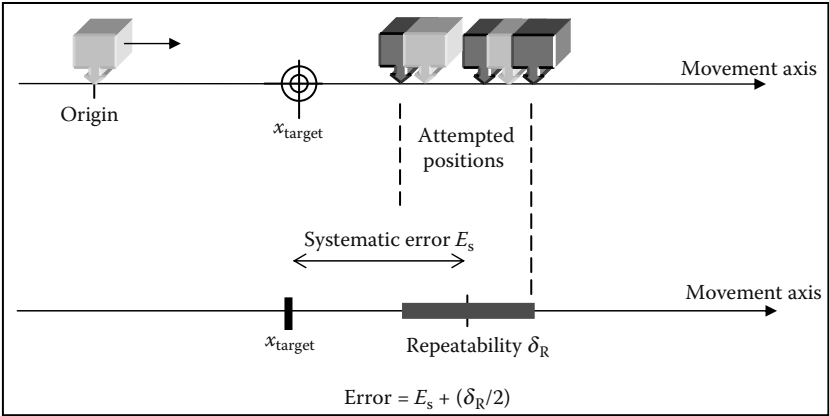 Movement axis
Origin
x_target
Attempted
positions
Systematic error E_s
Movement axis
x_target
Repeatability δ_R
Error = E_s + (δ_R/2)